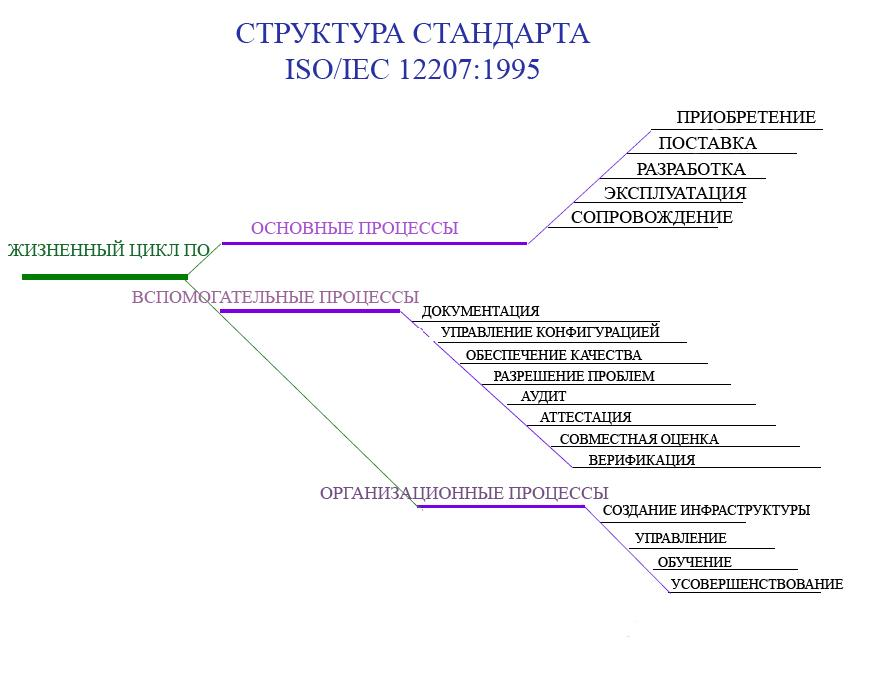 СТРУКТУРА СТАНДАРТА
ISO/IEC 12207:1995
ПРИОБРЕТЕНИЕ
ПОСТАВКА
РАЗРАБОТКА
ЭКСПЛУАТАЦИЯ
СОПРОВОЖДЕНИЕ
ОСНОВНЫЕ ПРОЦЕССЫ
ЖИЗНЕННЫЙ ЦИКЛ ПО
ВСПОМОГАТЕЛЬНЫЕ ПРОЦЕССЫ
ДОКУМЕНТАЦИЯ
УПРАВЛЕНИЕ КОНФИГУРАЦИЕЙ
ОБЕСПЕЧЕНИЕ КАЧЕСТВА
РАЗРЕШЕНИЕ ПРОБЛЕМ
АУДИТ
АТТЕСТАЦИЯ
СОВМЕСТНАЯ ОЦЕНКА
ВЕРИФИКАЦИЯ
ОРГАНИЗАЦИОННЫЕ ПРОЦЕССЫ
СОЗДАНИЕ ИНФРАСТРУКТУРЫ
УПРАВЛЕНИЕ
ОБУЧЕНИЕ
УСОВЕРШЕНСТВОВАНИЕ